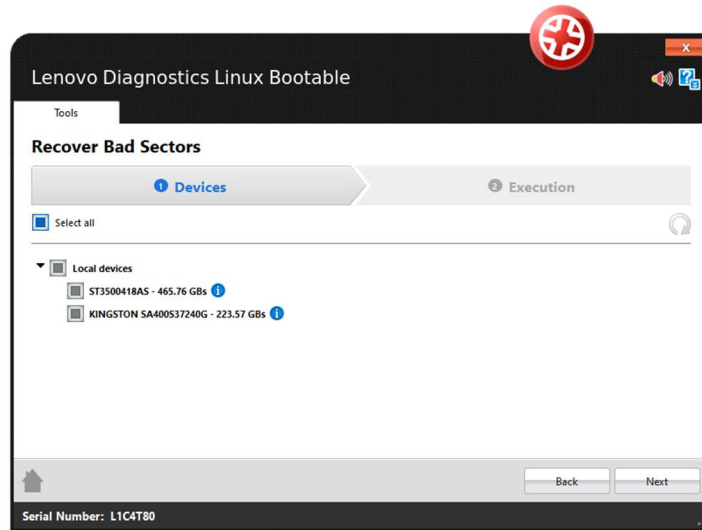 X
Lenovo Diagnostics Linux Bootable
Tools
Recover Bad Sectors
1 Devices
2 Execution
Select all
Local devices
ST3500418AS - 465.76 GBs
KINGSTON SA400S37240G - 223.57 GBs
Back
Next
Serial Number: L1C4T80